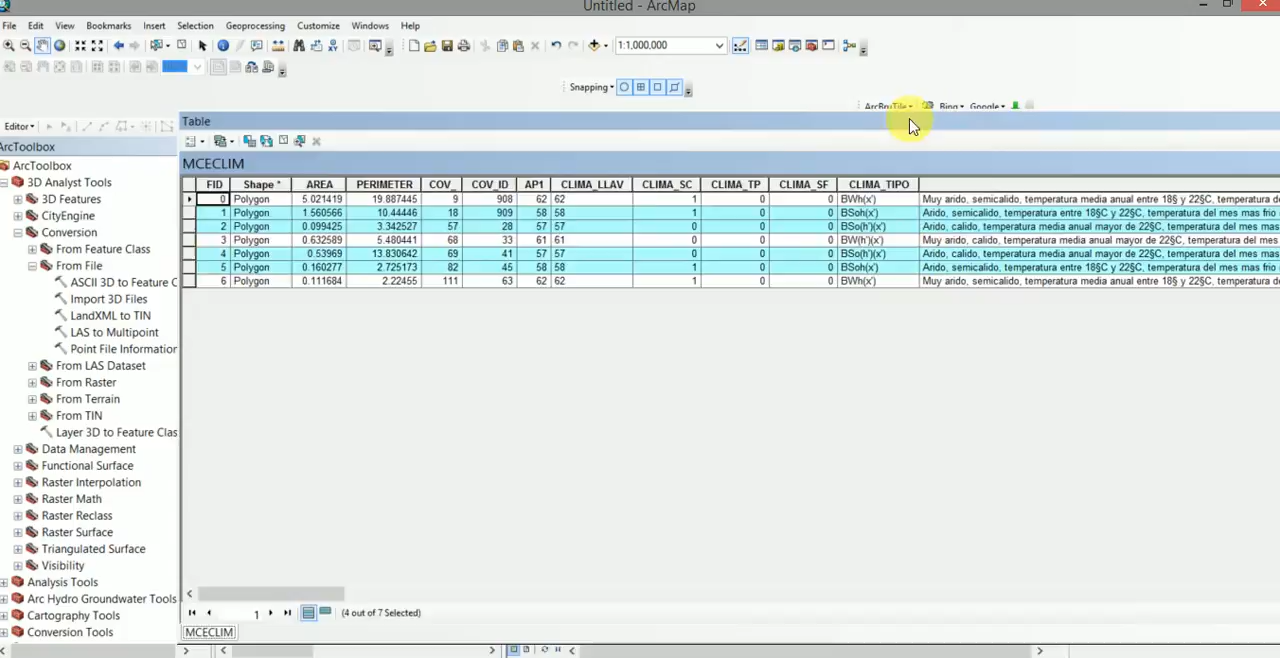 Untitled - ArcMap
File Edit View Bookmarks Insert Selection Geoprocessing Customize Windows Help
1:1,000,000
Snapping
ArcBruTile Bing Google
Editor
Table
ArcToolbox
MCECLIM
ArcToolbox
3D Analyst Tools
3D Features
CityEngine
Conversion
From Feature Class
From File
ASCII 3D to Feature C
Import 3D Files
LandXML to TIN
LAS to Multipoint
Point File Information
From LAS Dataset
From Raster
From Terrain
From TIN
Layer 3D to Feature Clas
Data Management
Functional Surface
Raster Interpolation
Raster Math
Raster Reclass
Raster Surface
Triangulated Surface
Visibility
Analysis Tools
Arc Hydro Groundwater Tools
Cartography Tools
Conversion Tools
FID Shape * AREA PERIMETER COV_ COV_ID AP1 CLIMA_LLAV CLIMA_SC CLIMA_TP CLIMA_SF CLIMA_TIPO
0 Polygon 5.021419 19.887445 9 908 62 62 1 0 0 BWh(x') Muy arido, semicalido, temperatura media anual entre 18§ y 22§C, temperatura d
1 Polygon 1.560566 10.44446 18 909 58 58 1 0 0 BSoh(x') Arido, semicalido, temperatura entre 18§C y 22§C, temperatura del mes mas frio
2 Polygon 0.099425 3.342527 57 28 57 57 0 0 0 BSo(h')(x') Arido, calido, temperatura media anual mayor de 22§C, temperatura del mes mas
3 Polygon 0.632589 5.480441 68 33 61 61 0 0 0 BW(h')(x') Muy arido, calido, temperatura media anual mayor de 22§C, temperatura del mes
4 Polygon 0.53969 13.830642 69 41 57 57 0 0 0 BSo(h')(x') Arido, calido, temperatura media anual mayor de 22§C, temperatura del mes mas
5 Polygon 0.160277 2.725173 82 45 58 58 1 0 0 BSoh(x') Arido, semicalido, temperatura entre 18§C y 22§C, temperatura del mes mas frio
6 Polygon 0.111684 2.22455 111 63 62 62 1 0 0 BWh(x') Muy arido, semicalido, temperatura media anual entre 18§ y 22§C, temperatura d
1 (4 out of 7 Selected)
MCECLIM